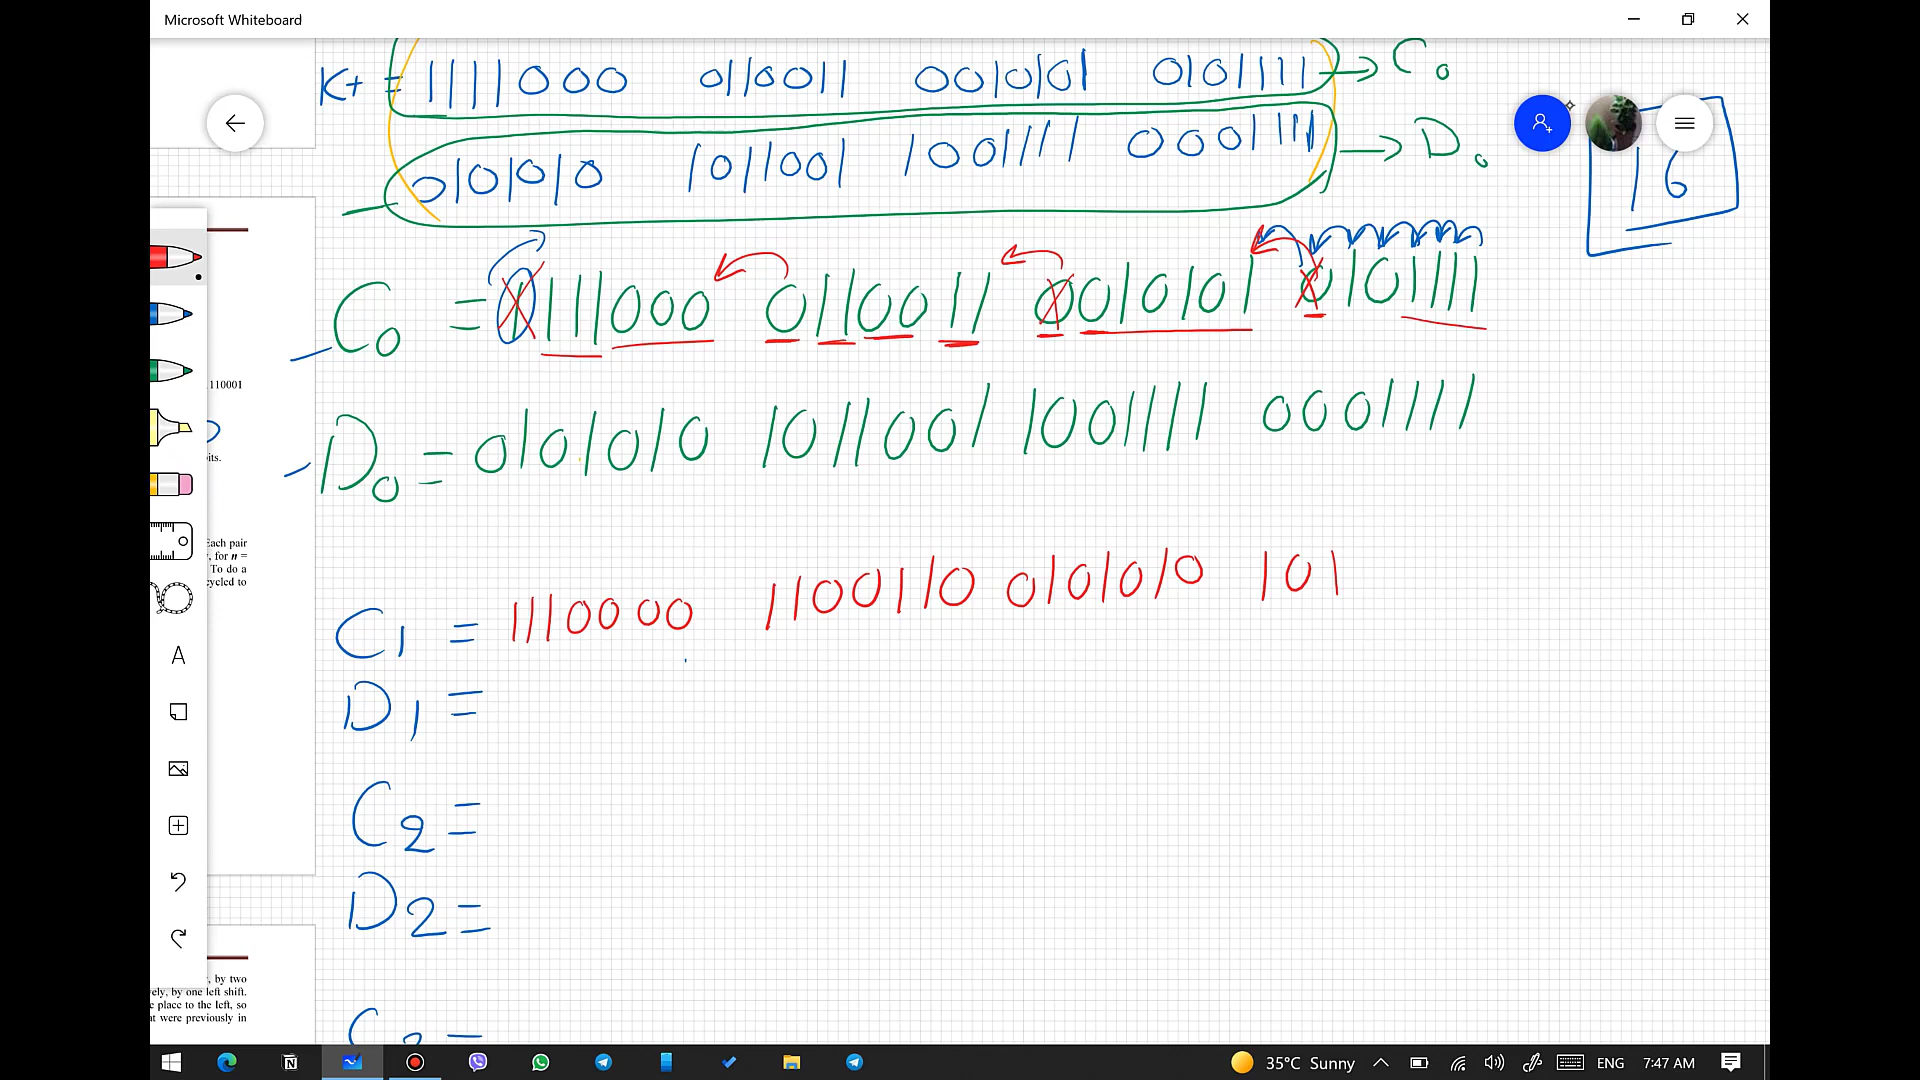 Microsoft Whiteboard
K+ = 1111000 0110011 0010101 0101111 → C0
0101010 1011001 1001111 0001111 → D0
16
C0 = 1111000 0110011 0010101 0101111
110001
D0 = 0101010 1011001 1001111 0001111
bits.
Each pair
, for n =
To do a
cycled to
C1 = 1110000 1100110 0101010 101
A
D1 =
C2 =
D2 =
, by two
ely, by one left shift.
e place to the left, so
at were previously in
35°C Sunny
ENG
7:47 AM